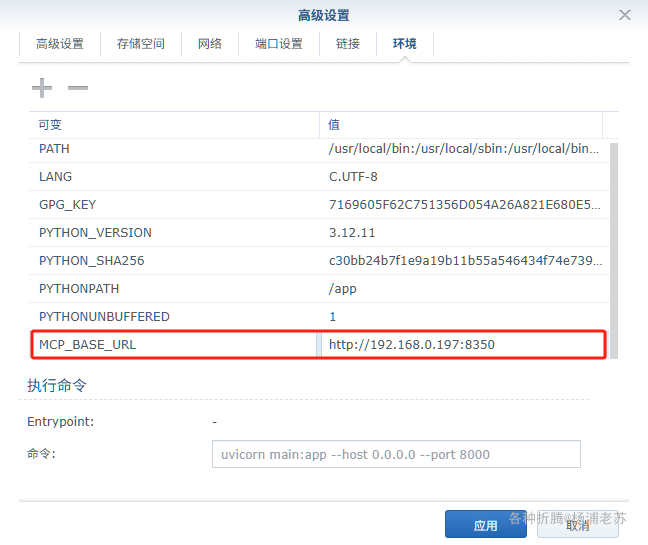 高级设置
高级设置 存储空间 网络 端口设置 链接 环境
可变 值
PATH /usr/local/bin:/usr/local/sbin:/usr/local/bin...
LANG C.UTF-8
GPG_KEY 7169605F62C751356D054A26A821E680E5...
PYTHON_VERSION 3.12.11
PYTHON_SHA256 c30bb24b7f1e9a19b11b55a546434f74e739...
PYTHONPATH /app
PYTHONUNBUFFERED 1
MCP_BASE_URL http://192.168.0.197:8350
执行命令
Entrypoint: -
命令: uvicorn main:app --host 0.0.0.0 --port 8000
应用 取消
各种折腾@杨浦老苏